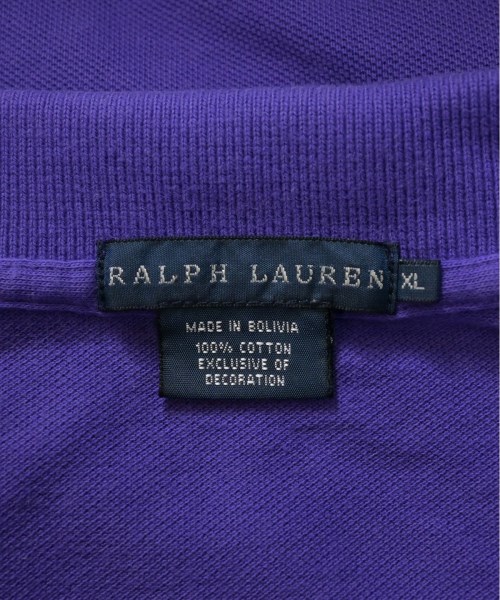 RALPH LAUREN XL
MADE IN BOLIVIA
100% COTTON
EXCLUSIVE OF
DECORATION